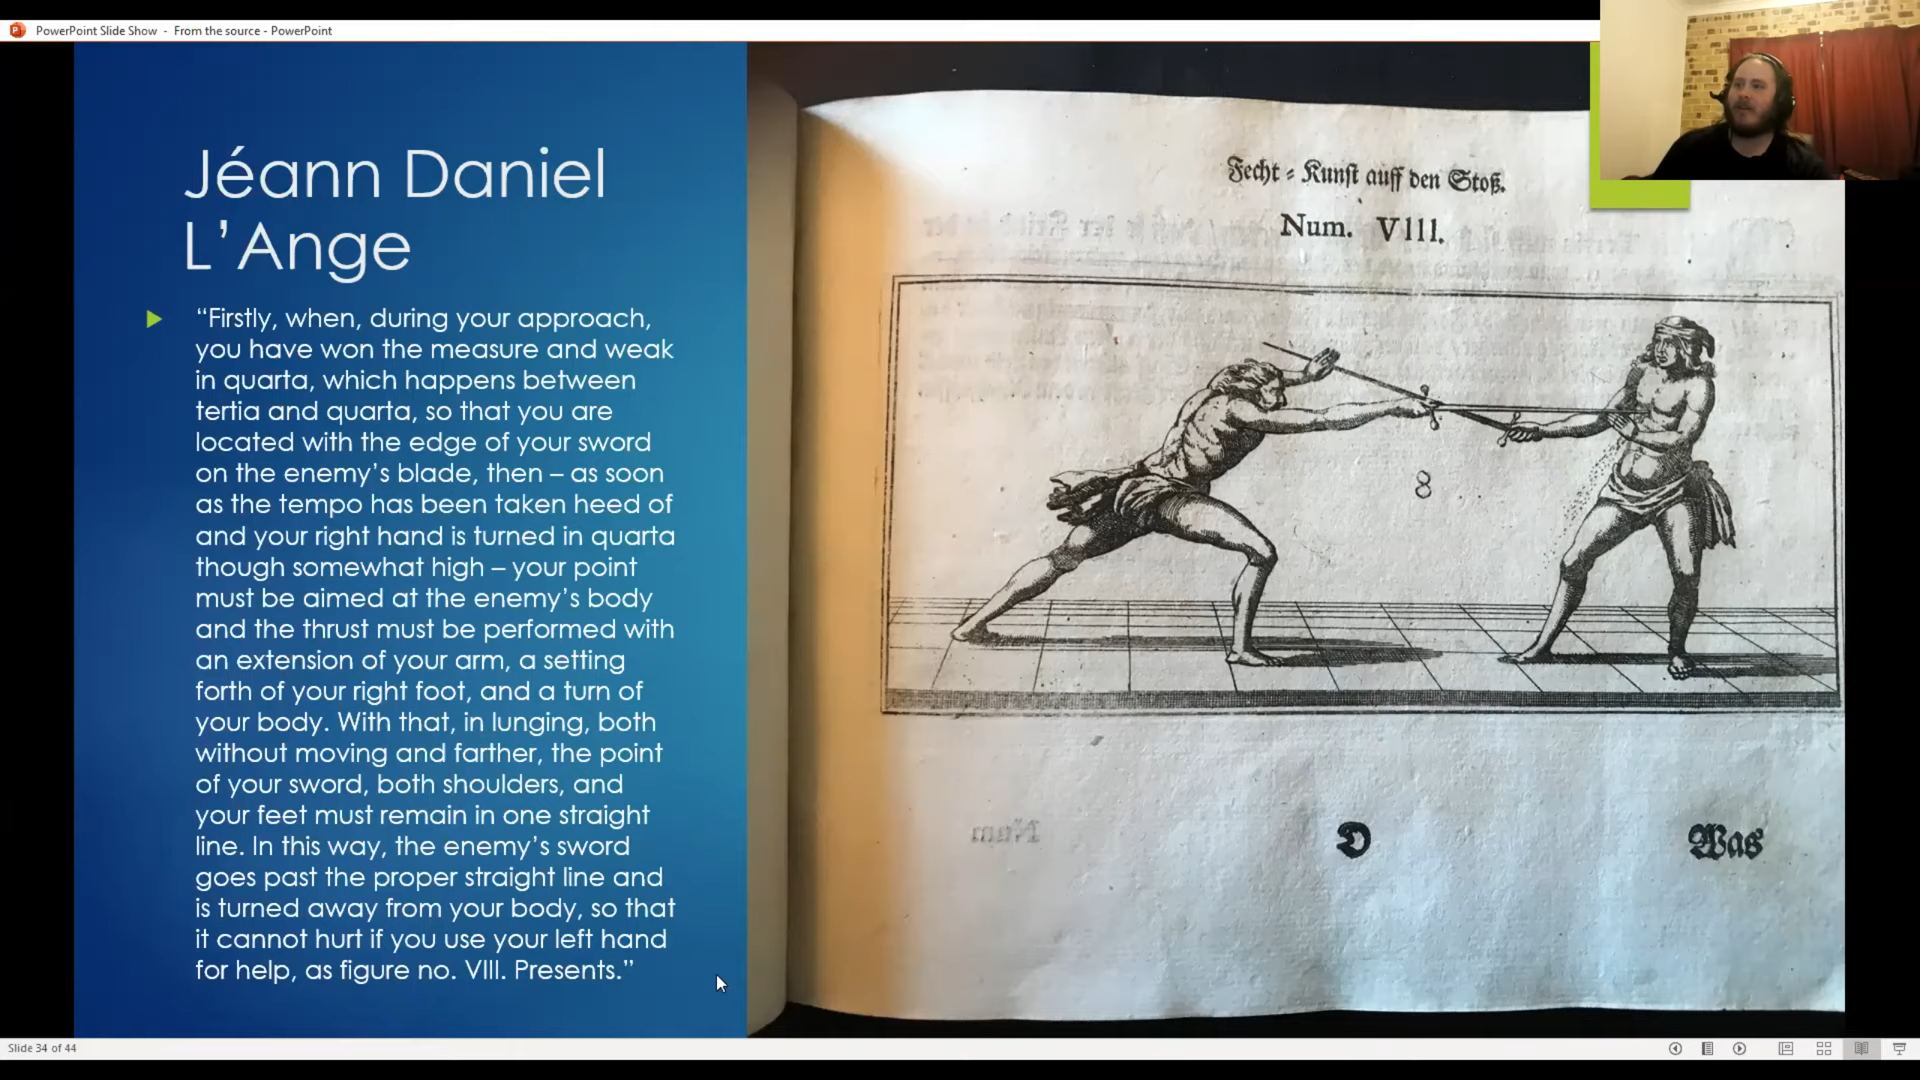 PowerPoint Slide Show - From the source - PowerPoint
Jéann Daniel
L’Ange
“Firstly, when, during your approach,
you have won the measure and weak
in quarta, which happens between
tertia and quarta, so that you are
located with the edge of your sword
on the enemy’s blade, then – as soon
as the tempo has been taken heed of
and your right hand is turned in quarta
though somewhat high – your point
must be aimed at the enemy’s body
and the thrust must be performed with
an extension of your arm, a setting
forth of your right foot, and a turn of
your body. With that, in lunging, both
without moving and farther, the point
of your sword, both shoulders, and
your feet must remain in one straight
line. In this way, the enemy’s sword
goes past the proper straight line and
is turned away from your body, so that
it cannot hurt if you use your left hand
for help, as figure no. VIII. Presents.”
Fecht-Kunst auff den Stoß.
Num. VIII.
8
D
Was
Slide 34 of 44